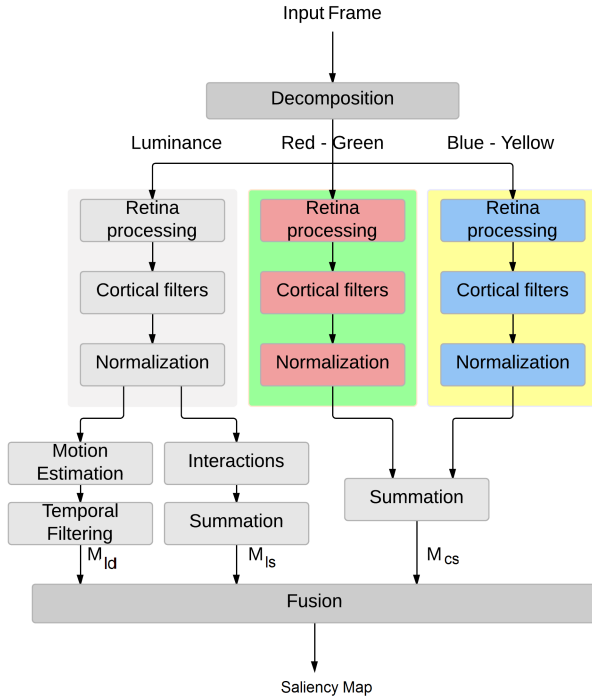 Input Frame
Decomposition
Luminance
Red - Green
Blue - Yellow
Retina
processing
Retina
processing
Retina
processing
Cortical filters
Cortical filters
Cortical filters
Normalization
Normalization
Normalization
Motion
Estimation
Interactions
Summation
Temporal
Filtering
Summation
M ld
M ls
M cs
Fusion
Saliency Map